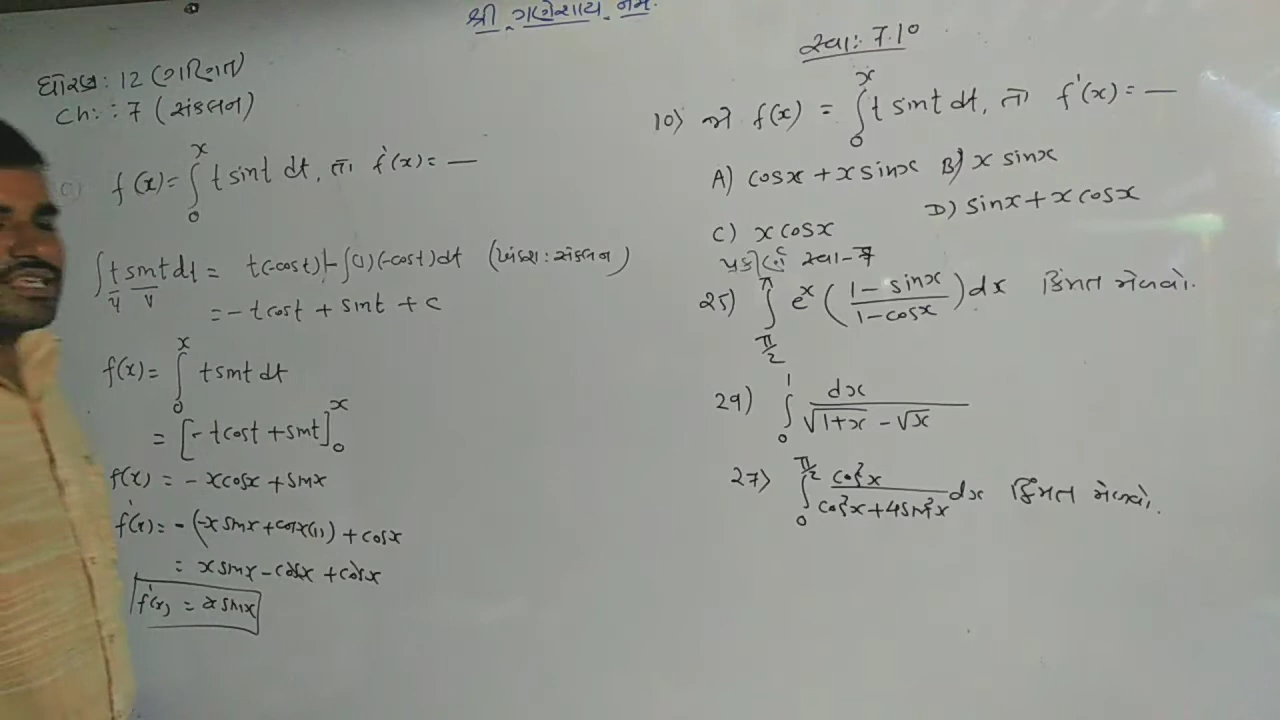 શ્રી ગણેશાય નમઃ
ધોરણ: 12 (ગણિત)
Ch: : 7 (સંકલન)
f(x) = ∫₀ˣ t sint dt, તો f'(x) = —
∫ t sint dt = t(-cost) - ∫(1)(-cost)dt (ખંડશ: સંકલન)
u v
= - t cost + sint + c
f(x) = ∫₀ˣ t sint dt
= [- t cost + sint]₀ˣ
f(x) = - x cosx + sinx
f'(x) = - (-x sinx + cosx(1)) + cosx
= x sinx - cosx + cosx
f'(x) = x sinx
સ્વા: 7.10
10) જો f(x) = ∫₀ˣ t sint dt, તો f'(x) = —
A) cosx + x sinx B) x sinx
C) x cosx D) sinx + x cosx
પ્રકીર્ણ સ્વા - 7
25) ∫_{π/2}^{π} eˣ ((1 - sinx)/(1 - cosx)) dx કિંમત મેળવો.
29) ∫₀¹ dx/(√(1+x) - √x)
27) ∫₀^{π/2} cos²x/(cos²x + 4sin²x) dx કિંમત મેળવો.